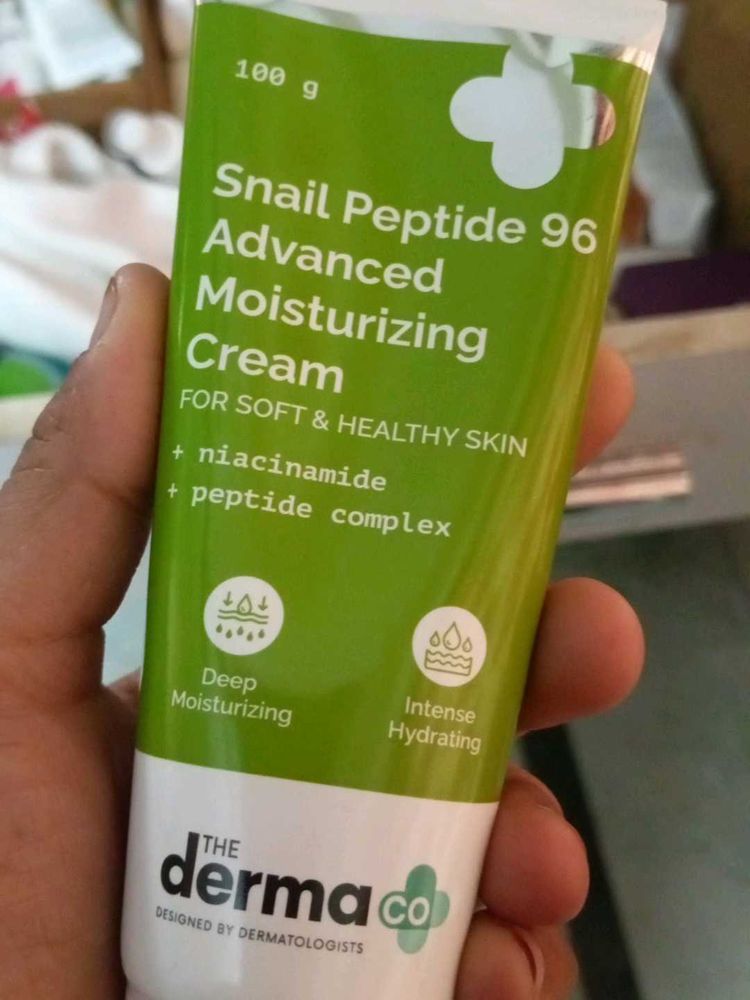 100 g
Snail Peptide 96
Advanced
Moisturizing
Cream
FOR SOFT & HEALTHY SKIN
+ niacinamide
+ peptide complex
Deep
Moisturizing
Intense
Hydrating
THE
derma co
DESIGNED BY DERMATOLOGISTS